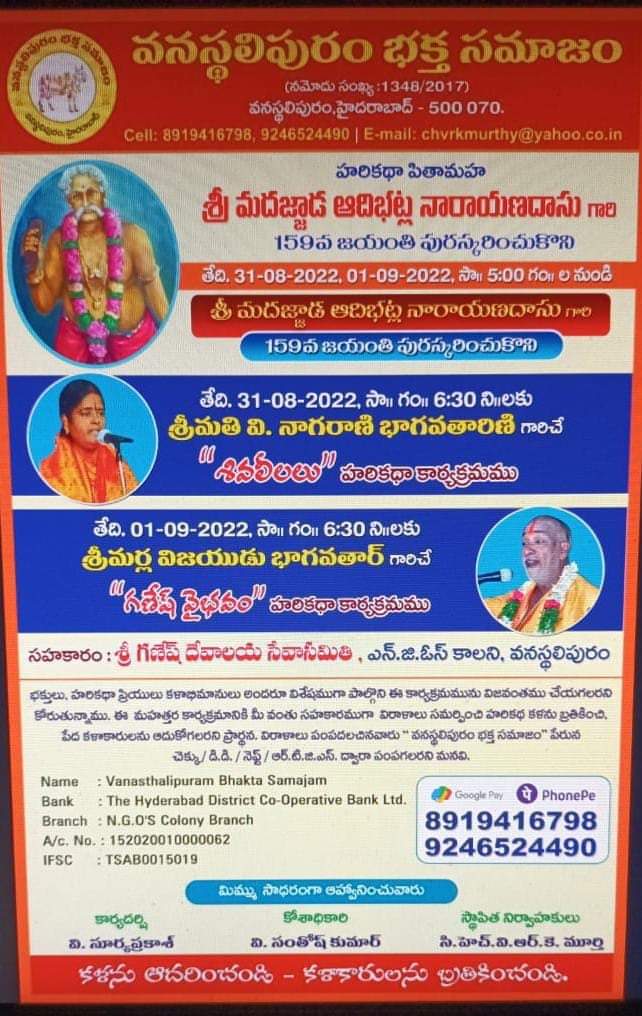 వనస్థలిపురం భక్త సమాజం
వనస్థలిపురం, హైదరాబాద్
వనస్థలిపురం భక్త సమాజం
(నమోదు సంఖ్య :1348/2017)
వనస్థలిపురం,హైదరాబాద్ - 500 070.
Cell: 8919416798, 9246524490 | E-mail: chvrkmurthy@yahoo.co.in
హరికథా పితామహ
శ్రీ మదజ్జాడ ఆదిభట్ల నారాయణదాసు గారి
159వ జయంతి పురస్కరించుకొని
తేది. 31-08-2022, 01-09-2022, సా॥ 5:00 గం॥ ల నుండి
శ్రీ మదజ్జాడ ఆదిభట్ల నారాయణదాసు గారి
159వ జయంతి పురస్కరించుకొని
తేది. 31-08-2022, సా॥ గం॥ 6:30 ని॥లకు
శ్రీమతి వి. నాగరాణి భాగవతారిణి గారిచే
"శివలీలలు" హరికథా కార్యక్రమము
తేది. 01-09-2022, సా॥ గం॥ 6:30 ని॥లకు
శ్రీమర్ల విజయుడు భాగవతార్ గారిచే
"గణేష్ వైభవం" హరికథా కార్యక్రమము
సహకారం : శ్రీ గణేష్ దేవాలయ సేవాసమితి , ఎన్.జి.ఓస్ కాలని, వనస్థలిపురం
భక్తులు, హరికథా ప్రియులు కళాభిమానులు అందరూ విశేషముగా పాల్గొని ఈ కార్యక్రమమును విజవంతము చేయగలరని
కోరుతున్నాము. ఈ మహత్తర కార్యక్రమానికి మీ వంతు సహకారముగా విరాళాలు సమర్పించి హరికథ కళను బ్రతికించి,
పేద కళాకారులను ఆదుకోగలరని ప్రార్థన. విరాళాలు పంపదలచినవారు " వనస్థలిపురం భక్త సమాజం" పేరున
చెక్కు/ డి.డి. / నెఫ్ట్ / ఆర్.టి.జి.ఎస్. ద్వారా పంపగలరని మనవి.
Name : Vanasthalipuram Bhakta Samajam
Bank : The Hyderabad District Co-Operative Bank Ltd.
Branch : N.G.O'S Colony Branch
A/c. No. : 152020010000062
IFSC : TSAB0015019
Google Pay PhonePe
8919416798
9246524490
మిమ్ము సాధరంగా ఆహ్వానించువారు
కార్యదర్శి కోశాధికారి స్థాపిత నిర్వాహకులు
వి. సూర్యప్రకాశ్ వి. సంతోష్ కుమార్ సి.హెచ్.వి.ఆర్.కె. మూర్తి
కళను ఆదరించండి - కళాకారులను బ్రతికించండి.